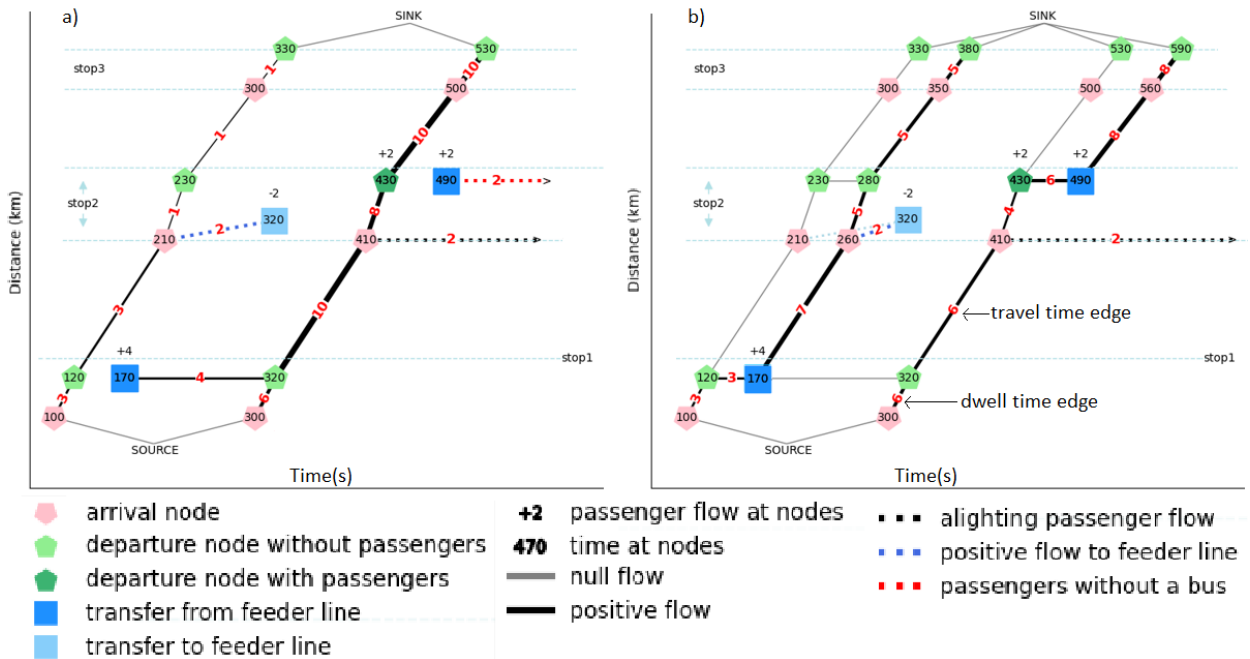 a)
SINK
330
530
stop3
1
10
300
500
1
10
+2
+2
230
430
490
2
-2
stop2
1
2
320
8
210
410
2
Distance (km)
3
10
+4
stop1
120
170
4
320
3
6
100
300
SOURCE
Time(s)
b)
SINK
330
380
530
590
stop3
5
8
300
350
500
560
5
8
+2
+2
230
280
430
6
490
-2
stop2
5
2
320
4
210
260
410
2
Distance (km)
7
6
travel time edge
+4
stop1
120
3
170
320
3
6
dwell time edge
100
300
SOURCE
Time(s)
arrival node
departure node without passengers
departure node with passengers
transfer from feeder line
transfer to feeder line
+2 passenger flow at nodes
470 time at nodes
null flow
positive flow
alighting passenger flow
positive flow to feeder line
passengers without a bus